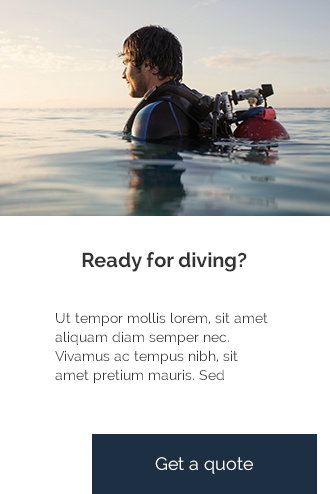 Ready for diving?
Ut tempor mollis lorem, sit amet
aliquam diam semper nec.
Vivamus ac tempus nibh, sit
amet pretium mauris. Sed
Get a quote